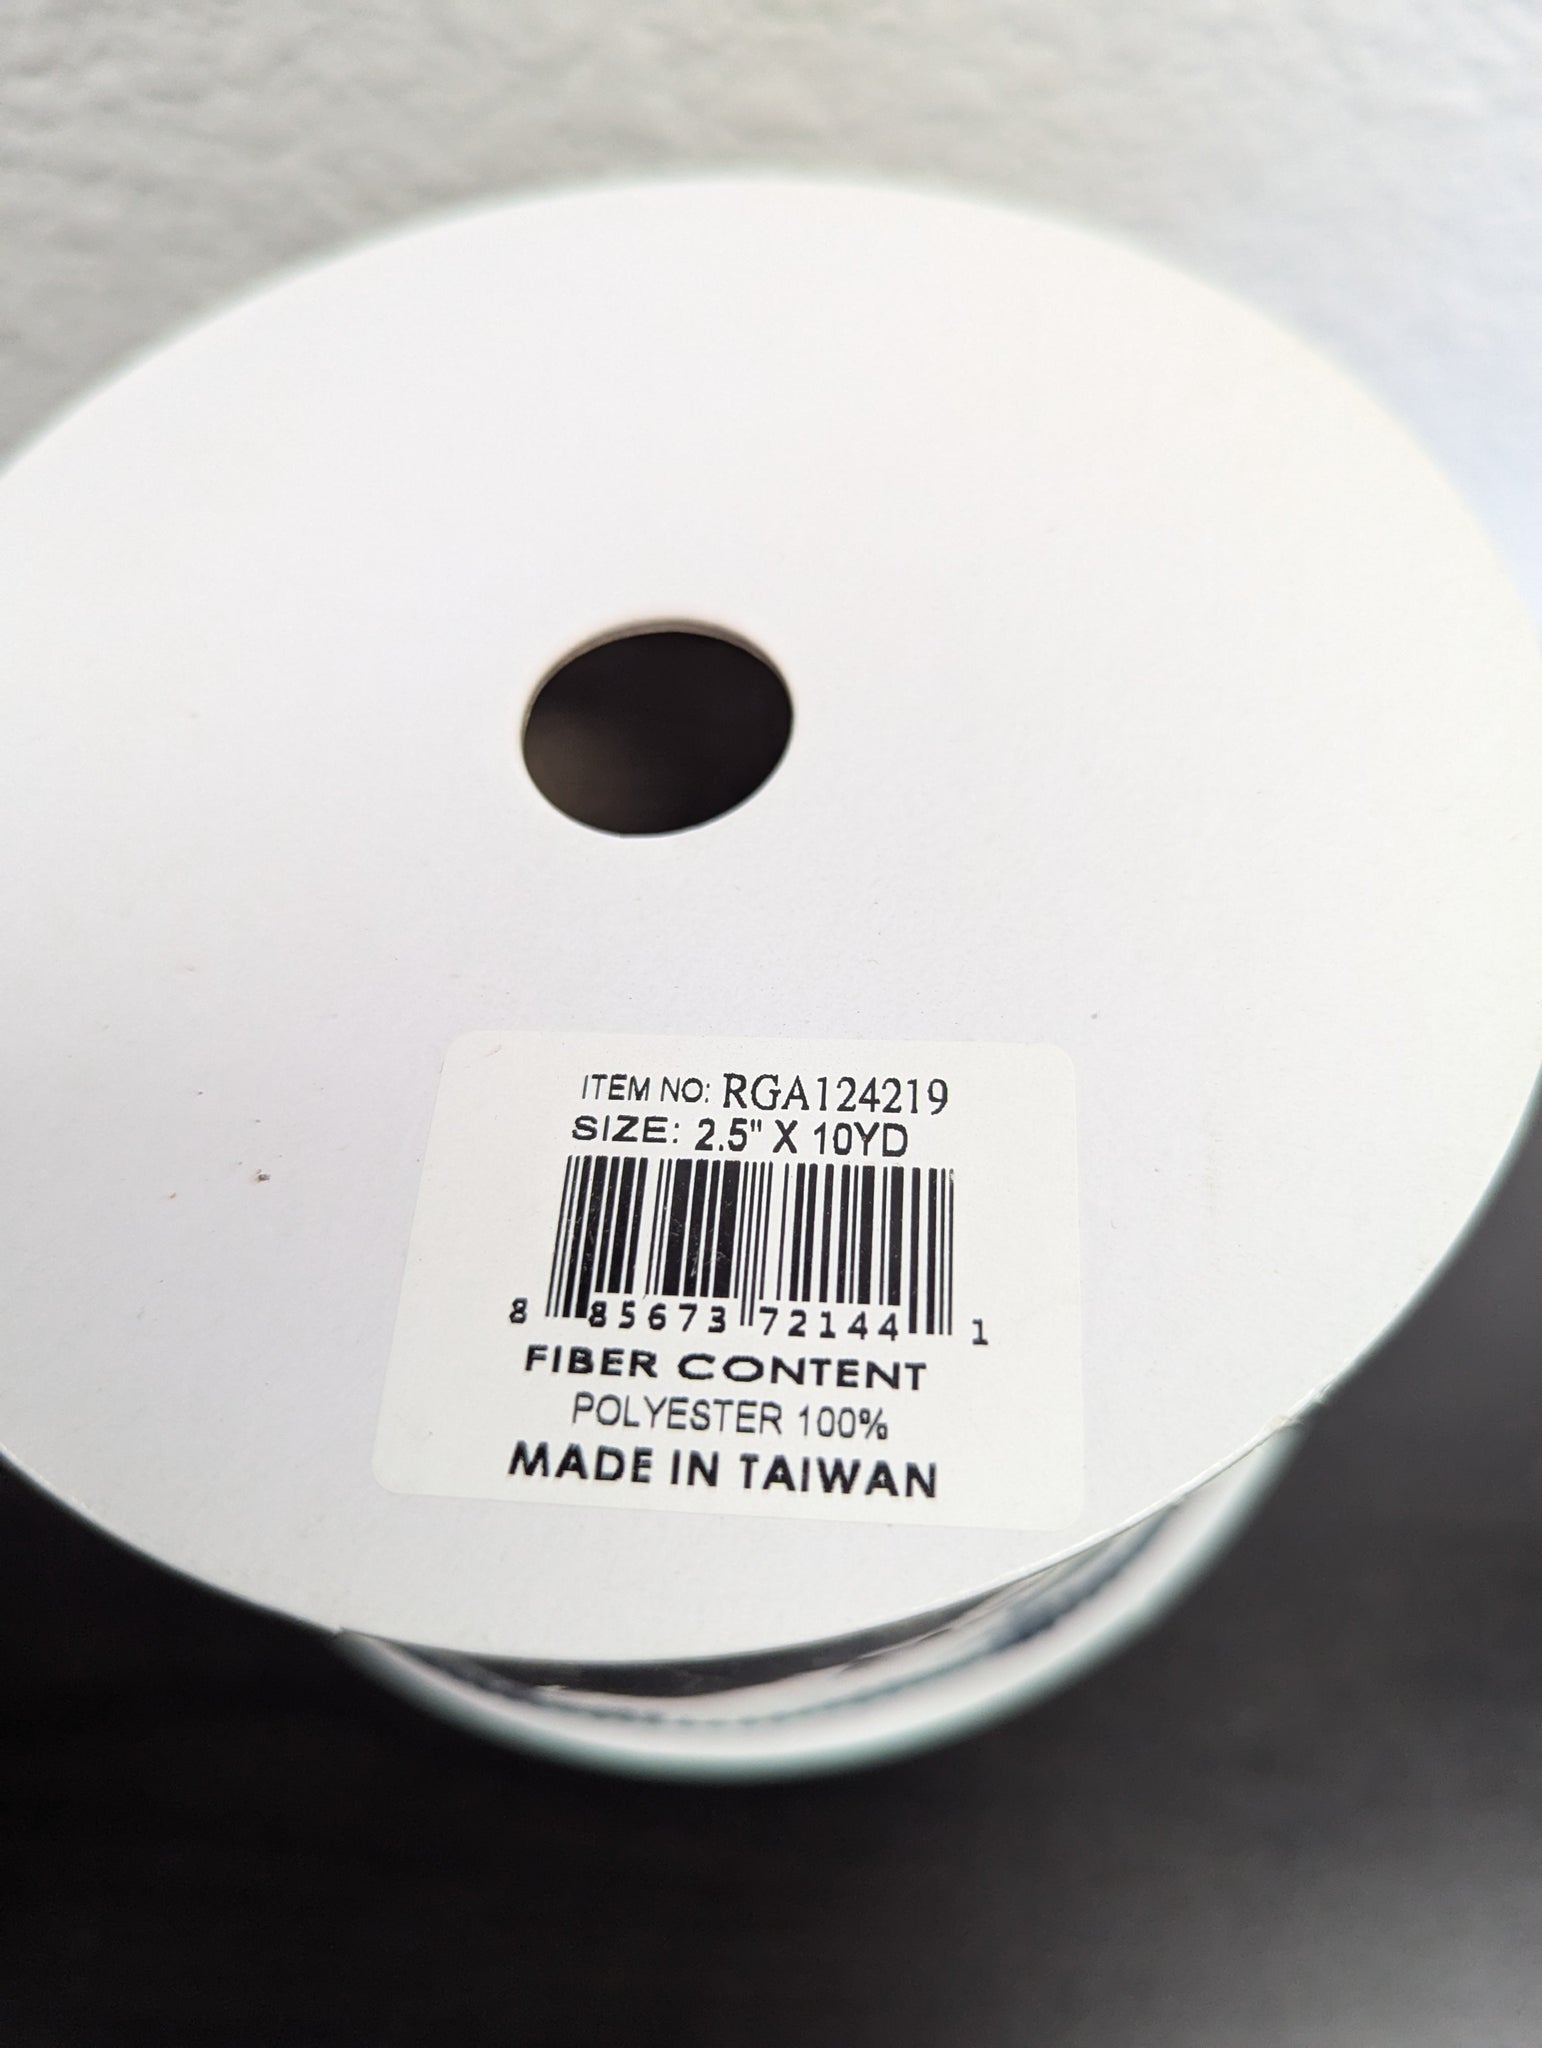 ITEM NO: RGA124219
SIZE: 2.5" X 10YD
8 85673 72144 1
FIBER CONTENT
POLYESTER 100%
MADE IN TAIWAN